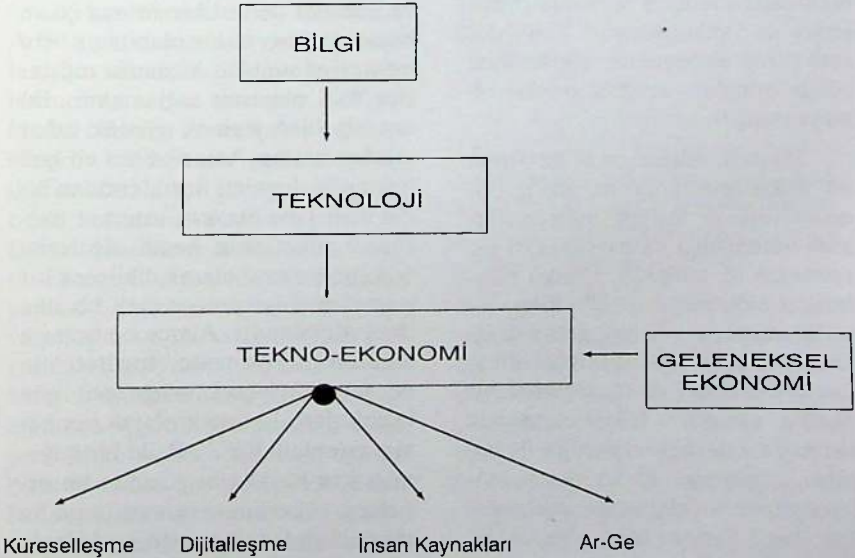 BİLGİ
TEKNOLOJİ
TEKNO-EKONOMİ
GELENEKSEL
EKONOMİ
Küreselleşme Dijitalleşme İnsan Kaynakları Ar-Ge